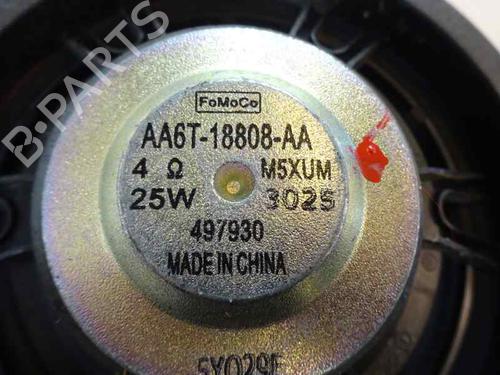 B-PARTS
FoMoCo
AA6T-18808-AA
4 Ω M5XUM
25W 3025
497930
MADE IN CHINA